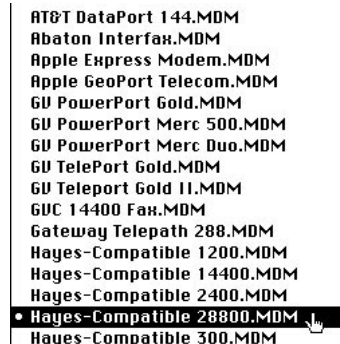 AT&T DataPort 144.MDM
Abaton Interfax.MDM
Apple Express Modem.MDM
Apple GeoPort Telecom.MDM
GV PowerPort Gold.MDM
GV PowerPort Merc 500.MDM
GV PowerPort Merc Duo.MDM
GV TelePort Gold.MDM
GV Teleport Gold II.MDM
GVC 14400 Fax.MDM
Gateway Telepath 288.MDM
Hayes-Compatible 1200.MDM
Hayes-Compatible 14400.MDM
Hayes-Compatible 2400.MDM
• Hayes-Compatible 28800.MDM
Hayes-Compatible 300.MDM